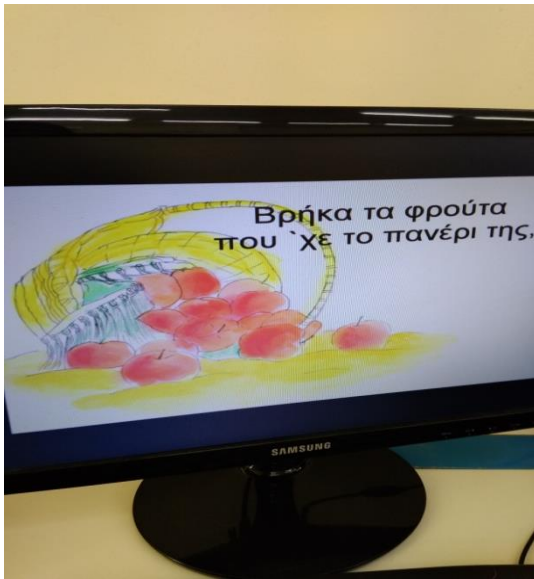 Βρήκα τα φρούτα
που `χε το πανέρι της,
SAMSUNG